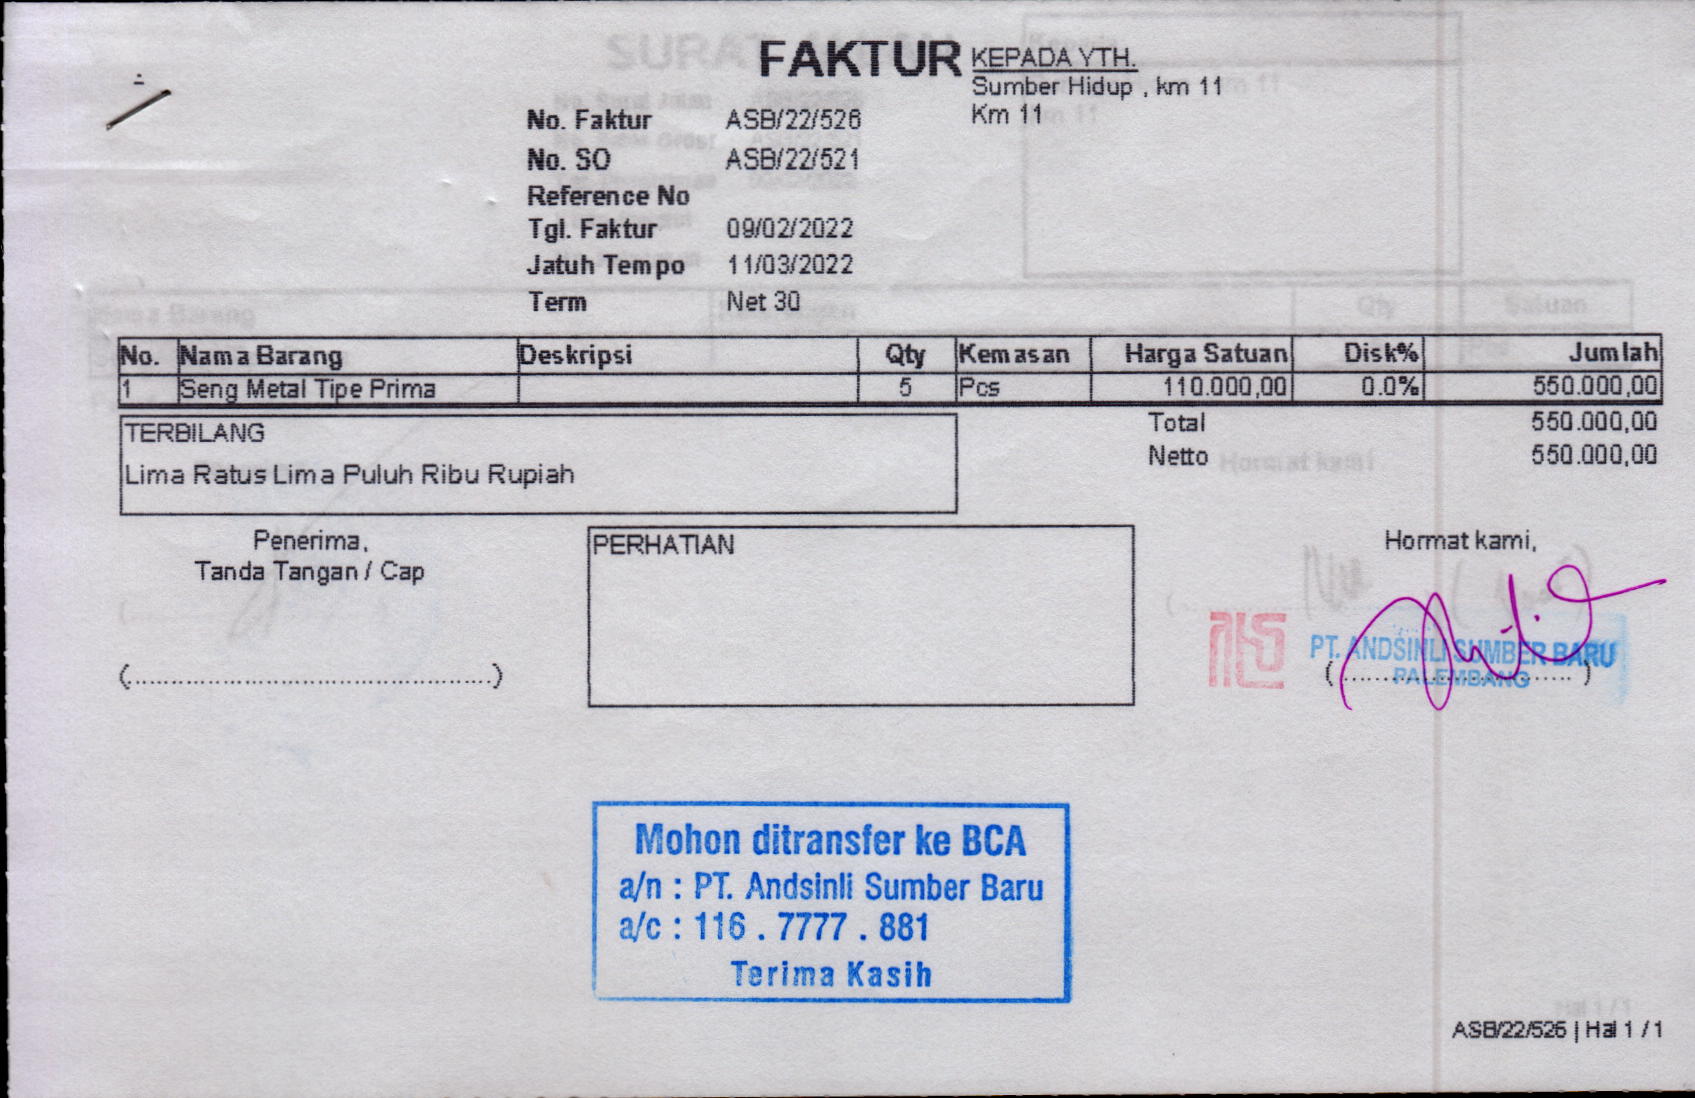 FAKTUR
KEPADA YTH.
Sumber Hidup , km 11
Km 11
No. Faktur ASB/22/526
No. SO ASB/22/521
Reference No
Tgl. Faktur 09/02/2022
Jatuh Tempo 11/03/2022
Term Net 30
No. Nama Barang Deskripsi Qty Kemasan Harga Satuan Disk% Jumlah
1 Seng Metal Tipe Prima 5 Pcs 110.000,00 0.0% 550.000,00
Total 550.000,00
Netto 550.000,00
TERBILANG
Lima Ratus Lima Puluh Ribu Rupiah
Penerima,
Tanda Tangan / Cap
(..............................................)
PERHATIAN
Hormat kami,
PT. ANDSINLI SUMBER BARU
PALEMBANG
(..............................)
Mohon ditransfer ke BCA
a/n : PT. Andsinli Sumber Baru
a/c : 116 . 7777 . 881
Terima Kasih
ASB/22/526 | Hal 1 / 1